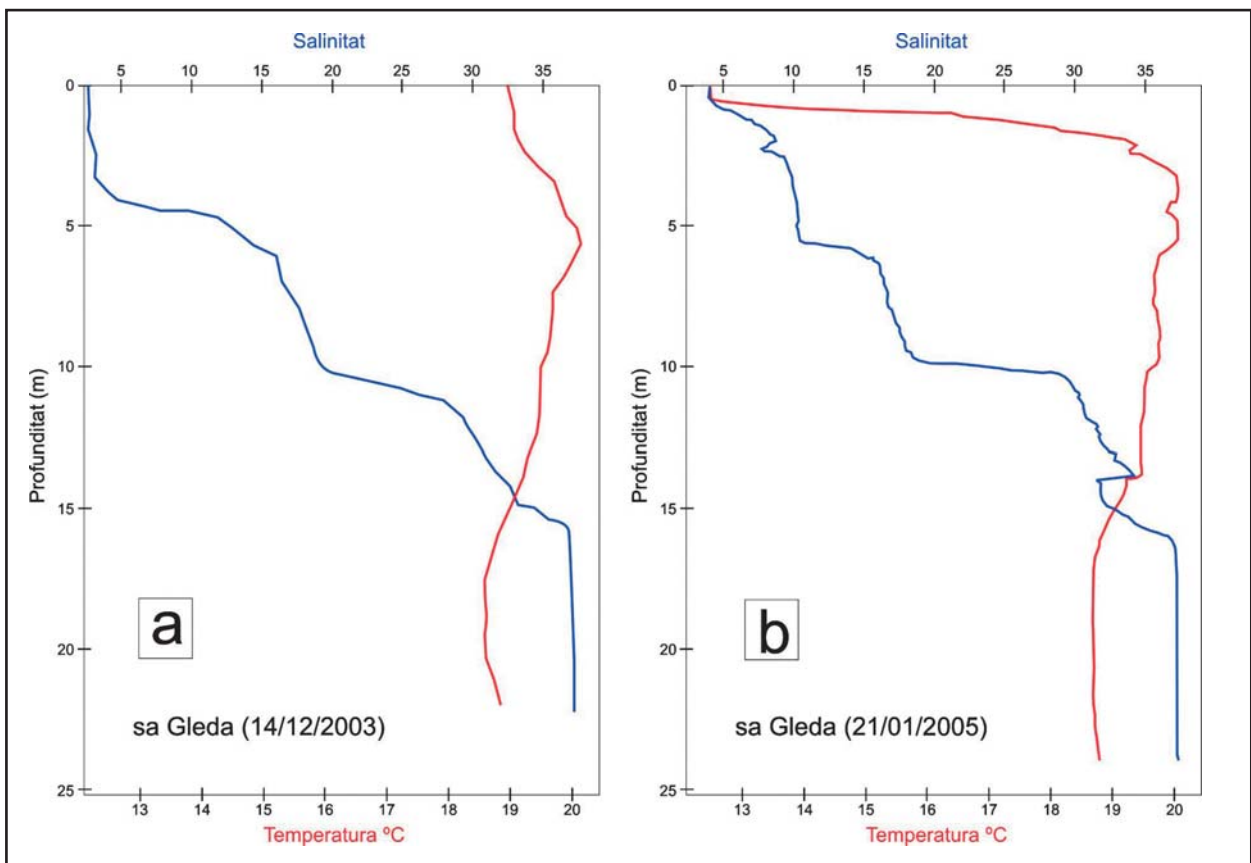 Salinitat
5 10 15 20 25 30 35
0
5
10
15
20
25
Profunditat (m)
a
sa Gleda (14/12/2003)
13 14 15 16 17 18 19 20
Temperatura ºC
Salinitat
5 10 15 20 25 30 35
0
5
10
15
20
25
Profunditat (m)
b
sa Gleda (21/01/2005)
13 14 15 16 17 18 19 20
Temperatura ºC